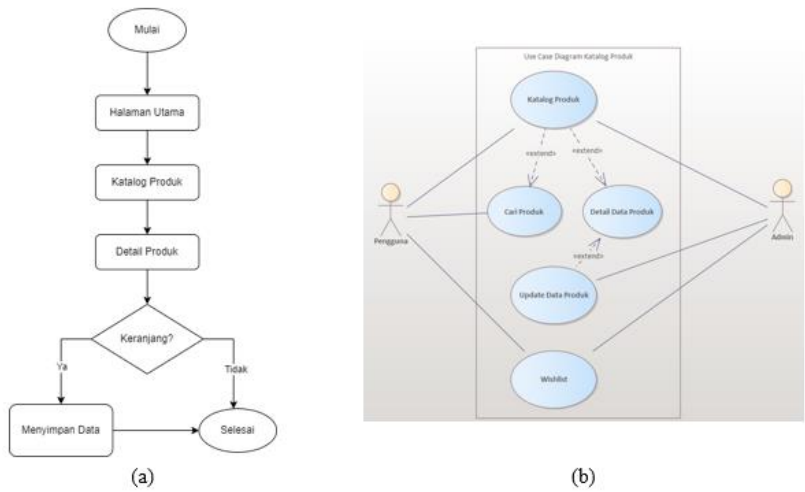 Mulai
Halaman Utama
Katalog Produk
Detail Produk
Keranjang?
Ya
Tidak
Menyimpan Data
Selesai
(a)
Use Case Diagram Katalog Produk
Katalog Produk
«extend»
«extend»
Cari Produk
Detail Data Produk
Pengguna
Admin
«extend»
Update Data Produk
Wishlist
(b)